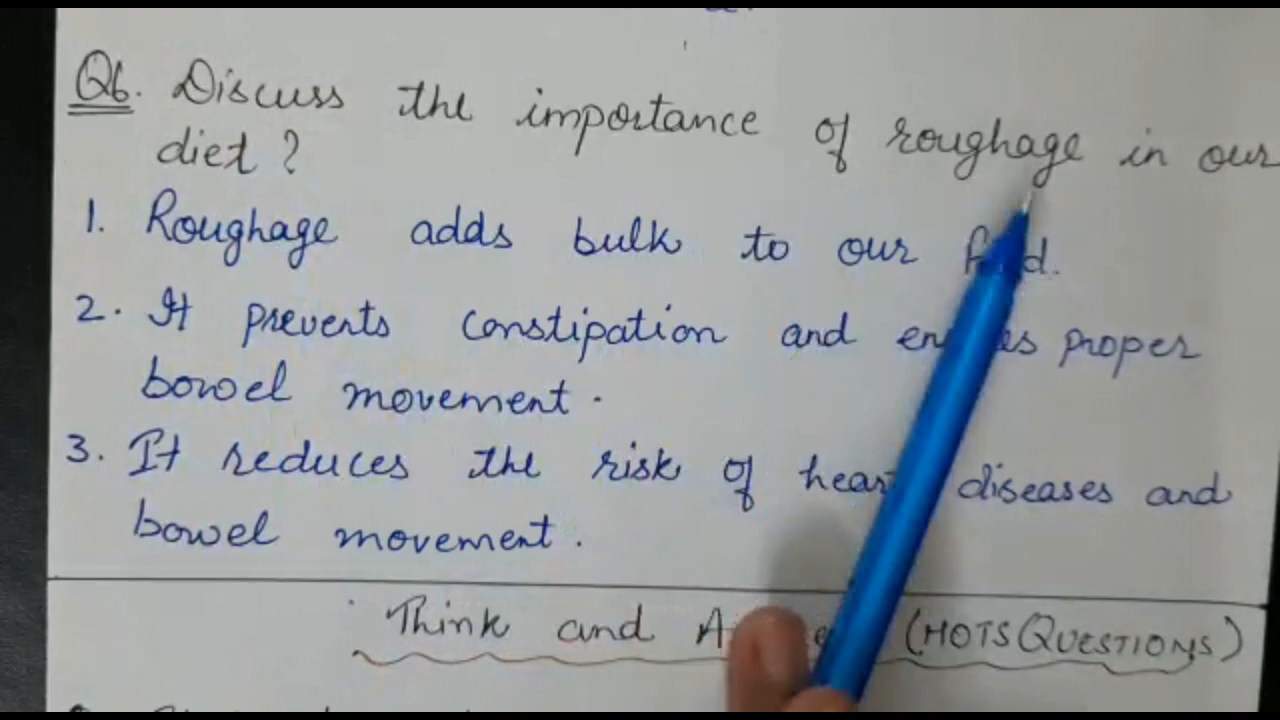 Q6. Discuss the importance of roughage in our
diet?
1. Roughage adds bulk to our
2. It prevents constipation and proper
bowel movement.
3. It reduces the risk of heart diseases and
bowel movement.
Think and (HOTS QUESTIONS)